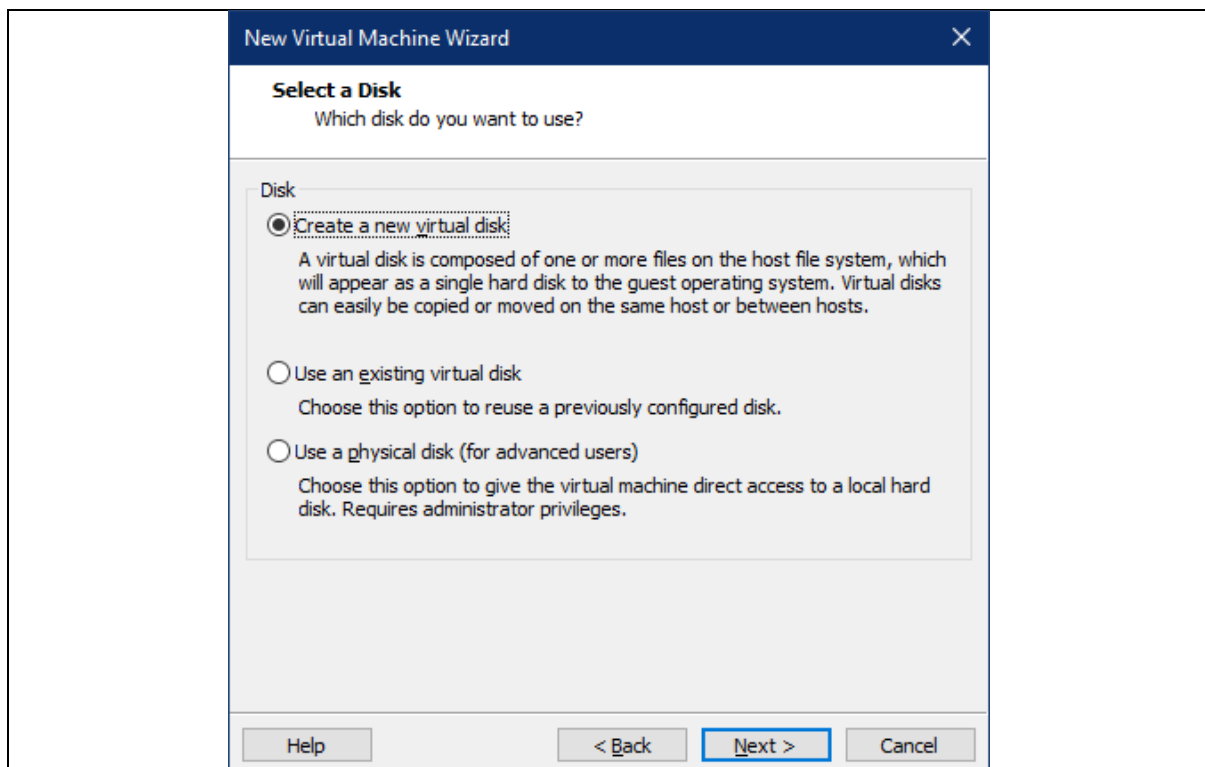 New Virtual Machine Wizard
Select a Disk
Which disk do you want to use?
Disk
Create a new virtual disk
A virtual disk is composed of one or more files on the host file system, which
will appear as a single hard disk to the guest operating system. Virtual disks
can easily be copied or moved on the same host or between hosts.
Use an existing virtual disk
Choose this option to reuse a previously configured disk.
Use a physical disk (for advanced users)
Choose this option to give the virtual machine direct access to a local hard
disk. Requires administrator privileges.
Help < Back Next > Cancel